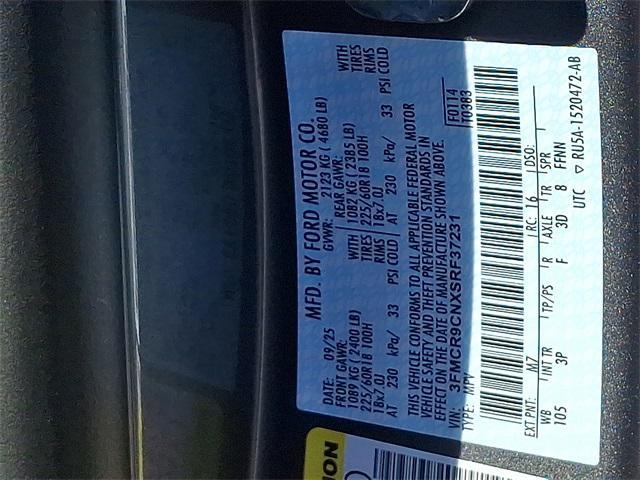 MFD. BY FORD MOTOR CO.
DATE: 09/25 GVWR: 2123 KG ( 4680 LB)
FRONT GAWR: REAR GAWR:
1089 KG ( 2400 LB) WITH 1082 KG ( 2385 LB) WITH
225/60R18 100H TIRES 225/60R18 100H TIRES
18x7.0J RIMS 18x7.0J RIMS
AT 230 kPa/ 33 PSI COLD AT 230 kPa/ 33 PSI COLD
THIS VEHICLE CONFORMS TO ALL APPLICABLE FEDERAL MOTOR
VEHICLE SAFETY AND THEFT PREVENTION STANDARDS IN
EFFECT ON THE DATE OF MANUFACTURE SHOWN ABOVE.
VIN: 3FMCR9CNXSRF37231 F0114
TYPE: MPV T0383
EXT PNT: M7 RC: 16 DSO:
WB INT TR TP/PS R AXLE TR SPR
105 3P F 3D 8 FFNN
UTC ▽ RU5A-1520472-AB